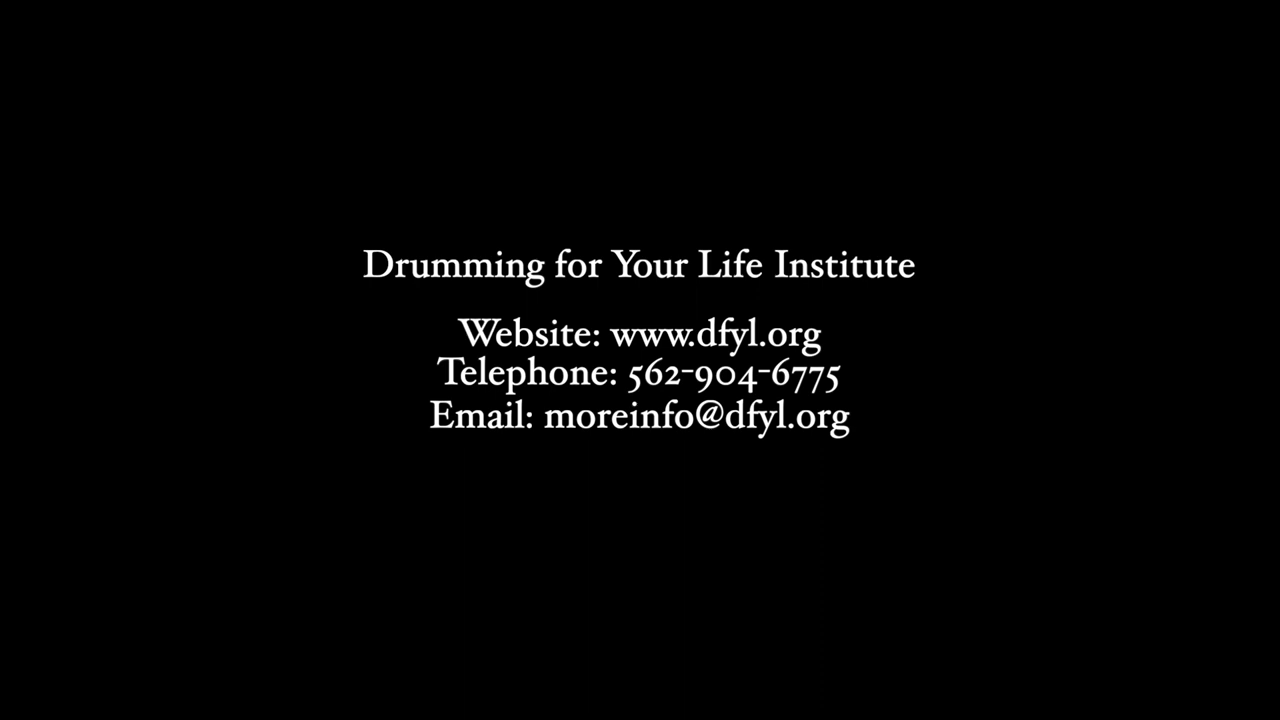 Drumming for Your Life Institute
Website: www.dfyl.org
Telephone: 562-904-6775
Email: moreinfo@dfyl.org